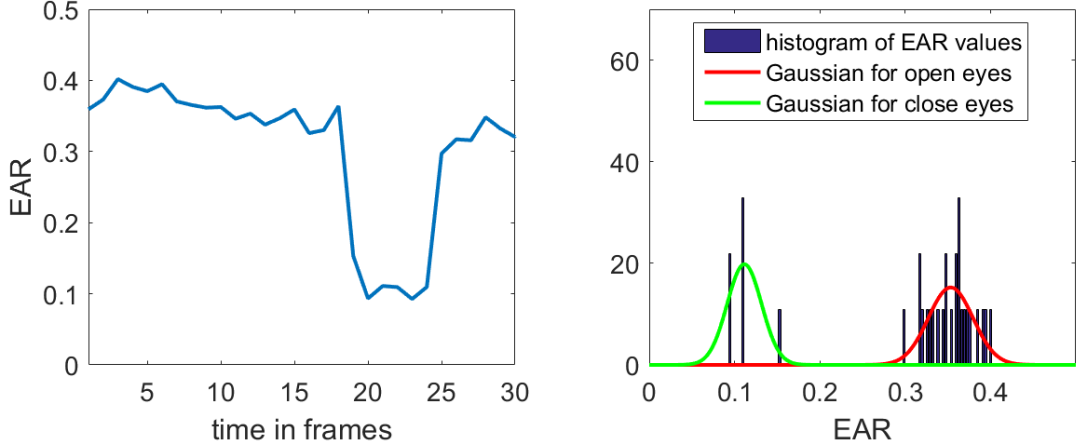 0.5
0.4
0.3
0.2
0.1
0
EAR
5 10 15 20 25 30
time in frames
60
40
20
0
histogram of EAR values
Gaussian for open eyes
Gaussian for close eyes
0 0.1 0.2 0.3 0.4
EAR